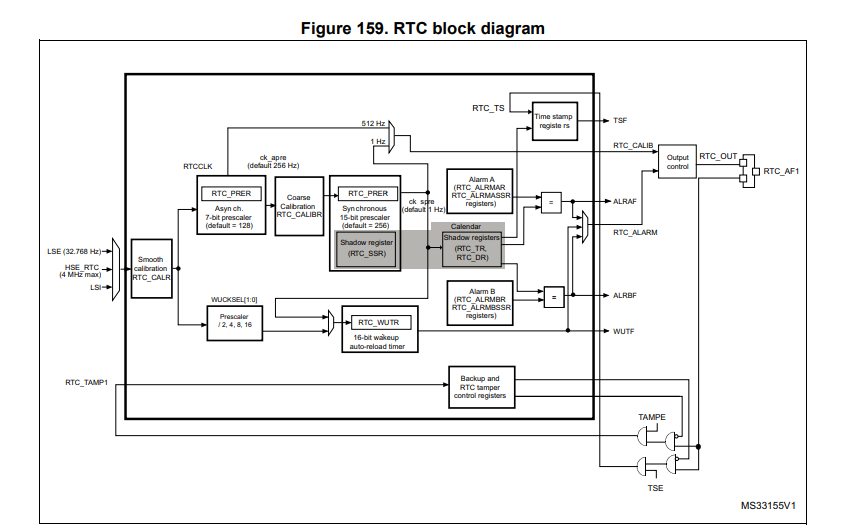 Figure 159. RTC block diagram
RTC_TS
Time stamp
registe rs)
TSF
512 Hz
1 Hz
RTC_CALIB
RTCCLK
ck_apre
(default 256 Hz)
Output
control
RTC_OUT
RTC_AF1
RTC_PRER
Asyn ch.
7-bit prescaler
(default = 128)
Coarse
Calibration
RTC_CALIBR
RTC_PRER
Syn chronous
15-bit prescaler
(default = 256)
ck_spre
(default 1 Hz)
Alarm A
(RTC_ALRMAR
RTC_ALRMASSR
registers)
=
ALRAF
RTC_ALARM
Calendar
Shadow register
(RTC_SSR)
Shadow registers
(RTC_TR,
RTC_DR)
LSE (32.768 Hz)
HSE_RTC
(4 MHz max)
LSI
Smooth
calibration
RTC_CALR
Alarm B
(RTC_ALRMBR
RTC_ALRMBSSR
registers)
=
ALRBF
WUCKSEL[1:0]
Prescaler
/ 2, 4, 8, 16
RTC_WUTR
16-bit wakeup
auto-reload timer
WUTF
RTC_TAMP1
Backup and
RTC tamper
control registers
TAMPE
TSE
MS33155V1